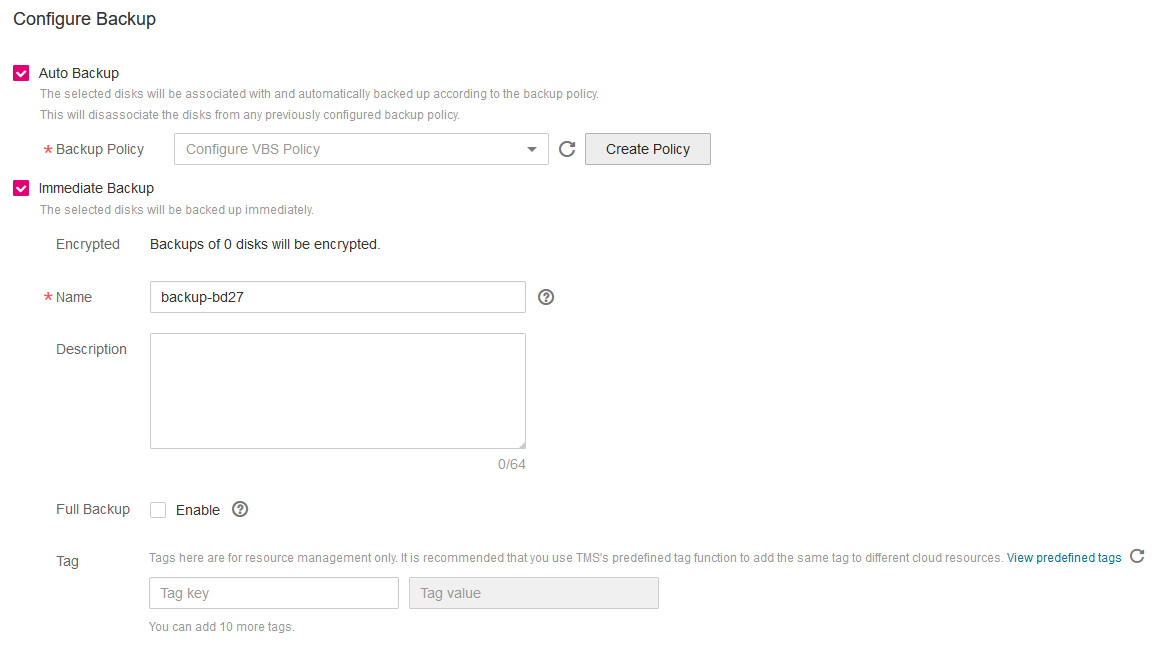 Configure Backup
Auto Backup
The selected disks will be associated with and automatically backed up according to the backup policy.
This will disassociate the disks from any previously configured backup policy.
* Backup Policy Configure VBS Policy Create Policy
Immediate Backup
The selected disks will be backed up immediately.
Encrypted Backups of 0 disks will be encrypted.
* Name backup-bd27 ?
Description
0/64
Full Backup Enable ?
Tag Tags here are for resource management only. It is recommended that you use TMS's predefined tag function to add the same tag to different cloud resources. View predefined tags
Tag key Tag value
You can add 10 more tags.